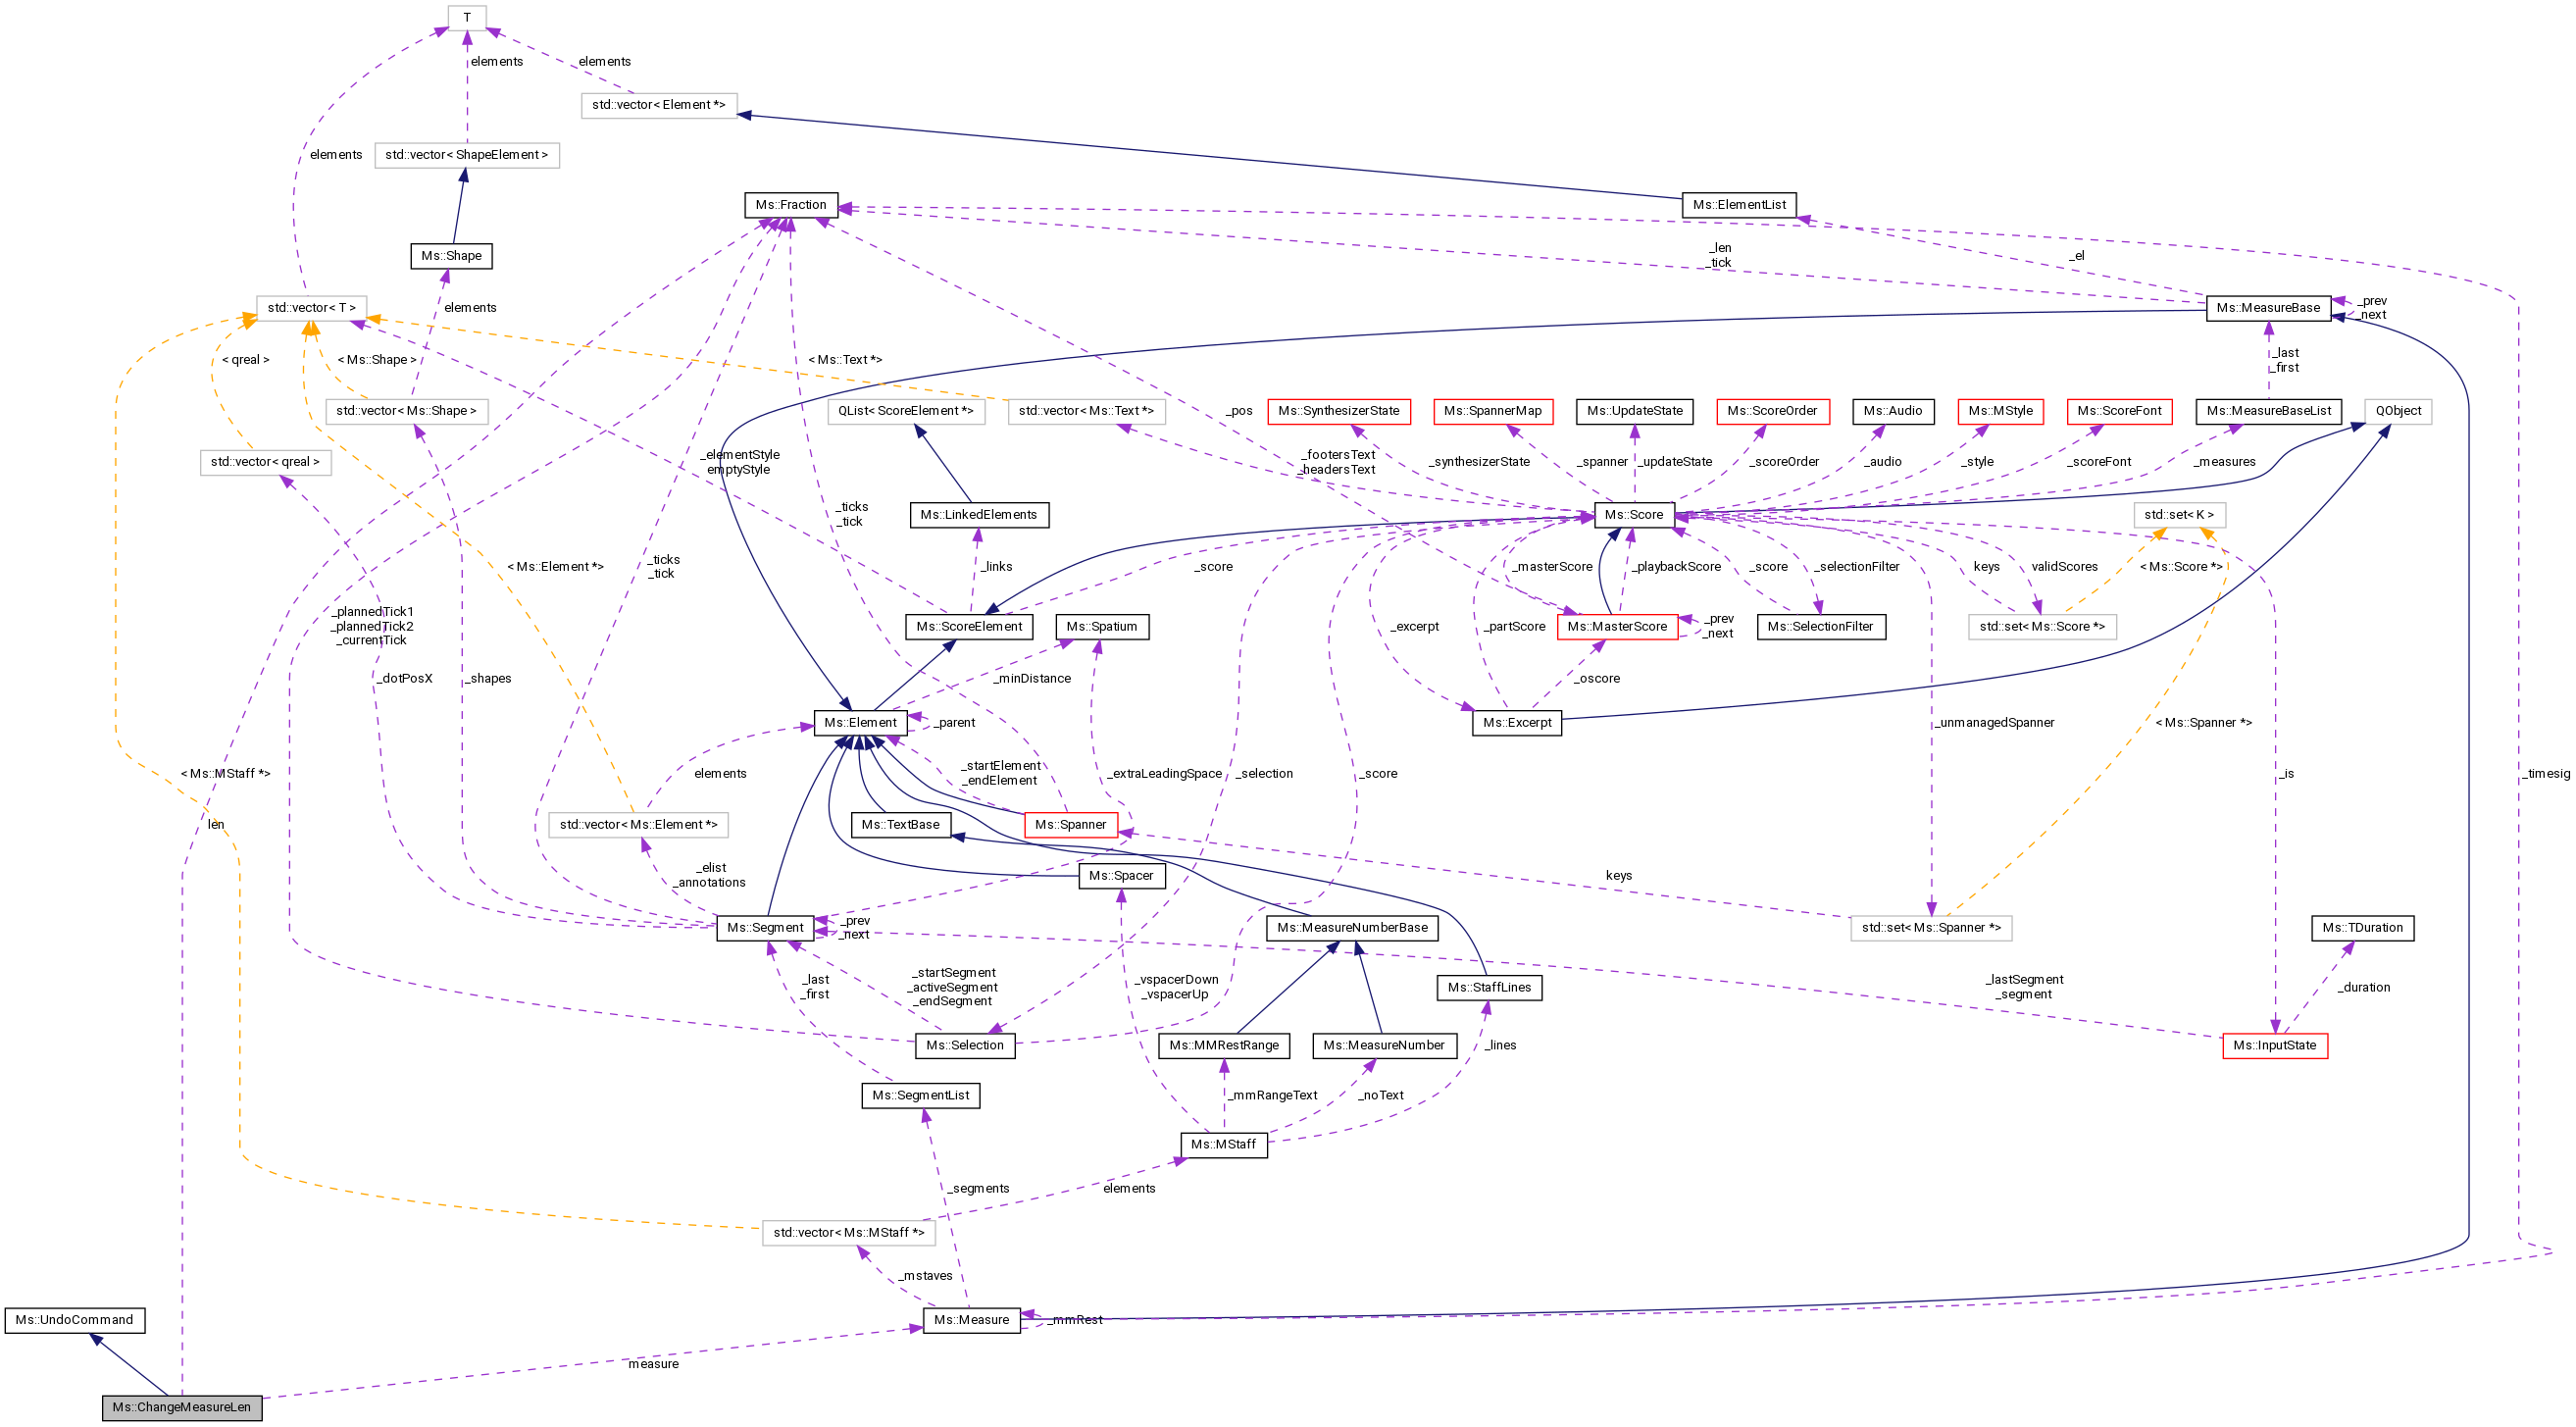 T
elements
elements
std::vector< Element *>
elements
std::vector< ShapeElement >
Ms::Fraction
Ms::ElementList
Ms::Shape
_len
_tick
_el
std::vector< T >
elements
Ms::MeasureBase
_prev
_next
< qreal >
< Ms::Shape >
< Ms::Text *>
_last
_first
std::vector< Ms::Shape >
QList< ScoreElement *>
std::vector< Ms::Text *>
_pos
Ms::SynthesizerState
Ms::SpannerMap
Ms::UpdateState
Ms::ScoreOrder
Ms::Audio
Ms::MStyle
Ms::ScoreFont
Ms::MeasureBaseList
QObject
std::vector< qreal >
_elementStyle
emptyStyle
_footersText
_headersText
_synthesizerState
_spanner
_updateState
_scoreOrder
_audio
_style
_scoreFont
_measures
_ticks
_tick
Ms::LinkedElements
Ms::Score
std::set< K >
< Ms::Element *>
_ticks
_tick
_links
_score
_masterScore
_playbackScore
_score
_selectionFilter
keys
validScores
< Ms::Score *>
_plannedTick1
_plannedTick2
_currentTick
Ms::ScoreElement
Ms::Spatium
_excerpt
_partScore
Ms::MasterScore
_prev
_next
Ms::SelectionFilter
std::set< Ms::Score *>
_dotPosX
_shapes
_minDistance
_oscore
Ms::Element
_parent
Ms::Excerpt
_unmanagedSpanner
< Ms::Spanner *>
< Ms::MStaff *>
elements
_startElement
_endElement
_extraLeadingSpace
_selection
_score
_is
_timesig
len
std::vector< Ms::Element *>
Ms::TextBase
Ms::Spanner
_elist
_annotations
Ms::Spacer
keys
Ms::Segment
_prev
_next
Ms::MeasureNumberBase
std::set< Ms::Spanner *>
Ms::TDuration
_last
_first
_startSegment
_activeSegment
_endSegment
_vspacerDown
_vspacerUp
Ms::StaffLines
_lastSegment
_segment
_duration
Ms::Selection
Ms::MMRestRange
Ms::MeasureNumber
_lines
Ms::InputState
Ms::SegmentList
_mmRangeText
_noText
Ms::MStaff
_segments
elements
std::vector< Ms::MStaff *>
_mstaves
Ms::UndoCommand
Ms::Measure
_mmRest
measure
Ms::ChangeMeasureLen